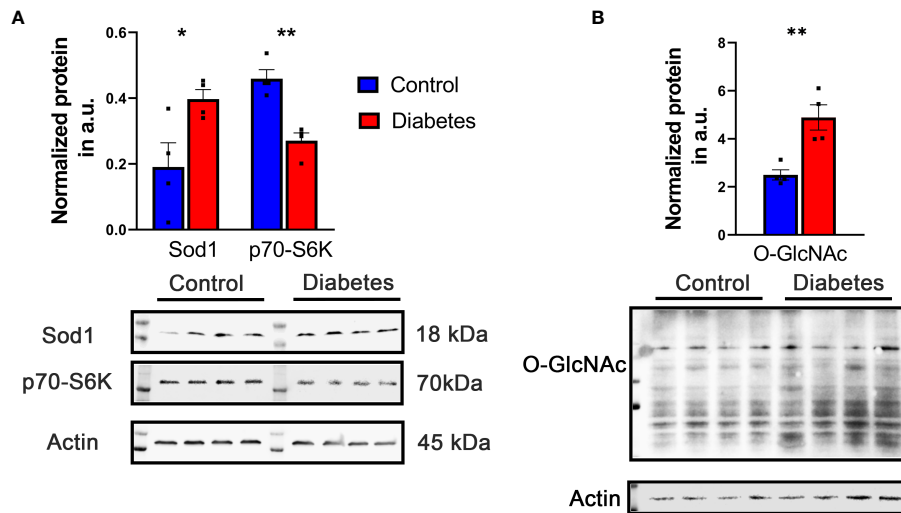 A
Normalized protein
in a.u.
0.6
0.4
0.2
0.0
*
**
Sod1
p70-S6K
Control
Diabetes
Control
Diabetes
Sod1
18 kDa
p70-S6K
70kDa
Actin
45 kDa
B
Normalized protein
in a.u.
8
6
4
2
0
**
O-GlcNAc
Control
Diabetes
O-GlcNAc
Actin